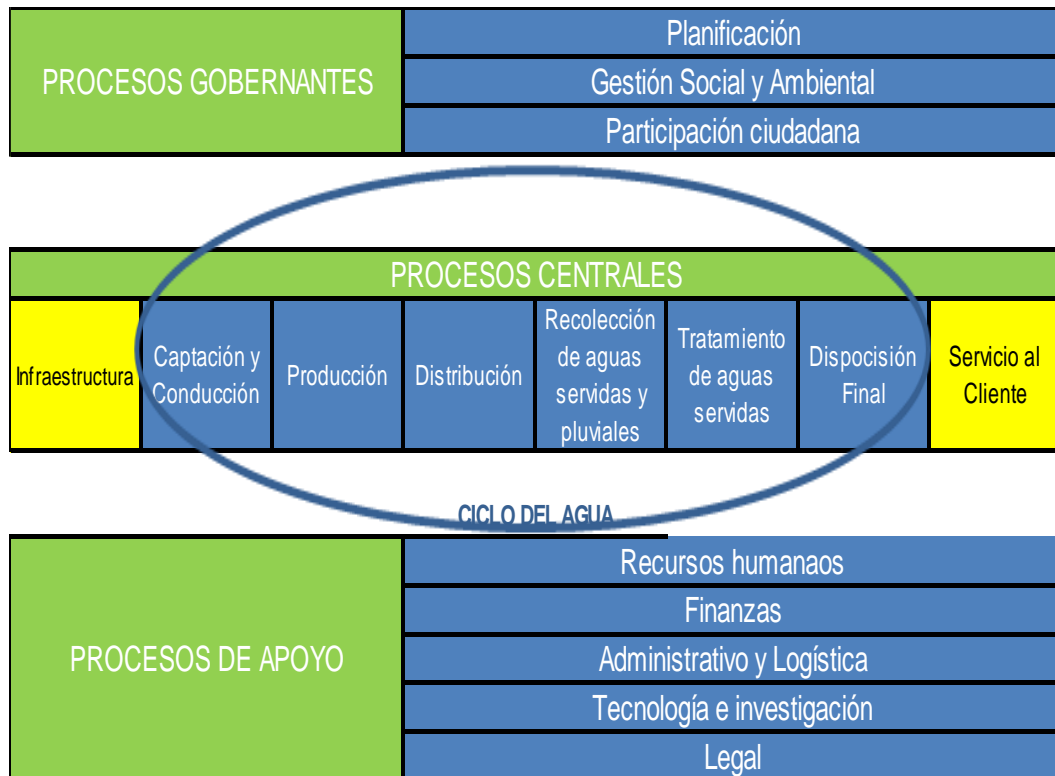 PROCESOS GOBERNANTES
Planificación
Gestión Social y Ambiental
Participación ciudadana
PROCESOS CENTRALES
Infraestructura
Captación y
Conducción
Producción
Distribución
Recolección
de aguas
servidas y
pluviales
Tratamiento
de aguas
servidas
Dispocisión
Final
Servicio al
Cliente
CICLO DEL AGUA
PROCESOS DE APOYO
Recursos humanaos
Finanzas
Administrativo y Logística
Tecnología e investigación
Legal